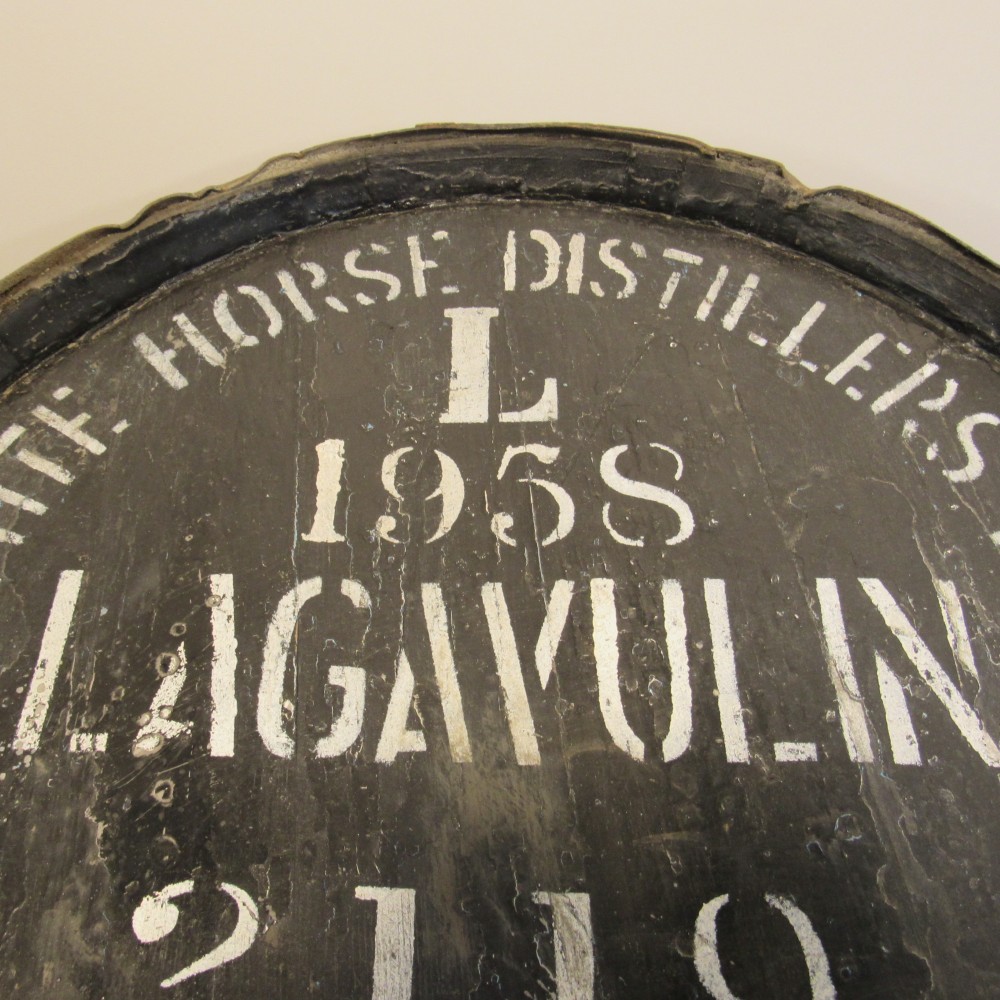 HORSE DISTILLERS
L
1958
LAGAVULIN